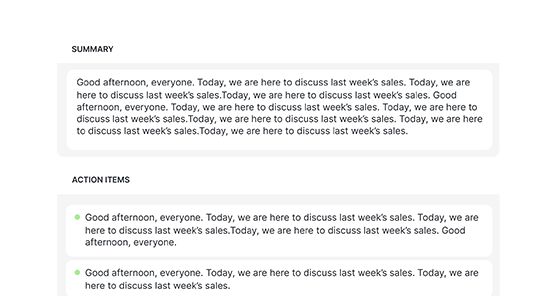 SUMMARY
Good afternoon, everyone. Today, we are here to discuss last week's sales. Today, we are
here to discuss last week's sales.Today, we are here to discuss last week's sales. Good
afternoon, everyone. Today, we are here to discuss last week's sales. Today, we are here to
discuss last week's sales.Today, we are here to discuss last week's sales. Today, we are here
to discuss last week's sales.Today, we are here to discuss last week's sales.
ACTION ITEMS
Good afternoon, everyone. Today, we are here to discuss last week's sales. Today, we are
here to discuss last week's sales.Today, we are here to discuss last week's sales. Good
afternoon, everyone.
Good afternoon, everyone. Today, we are here to discuss last week's sales. Today, we are
here to discuss last week's sales.